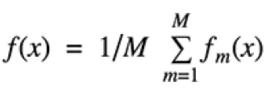 f(x) = 1/M ∑_{m=1}^{M} f_m(x)